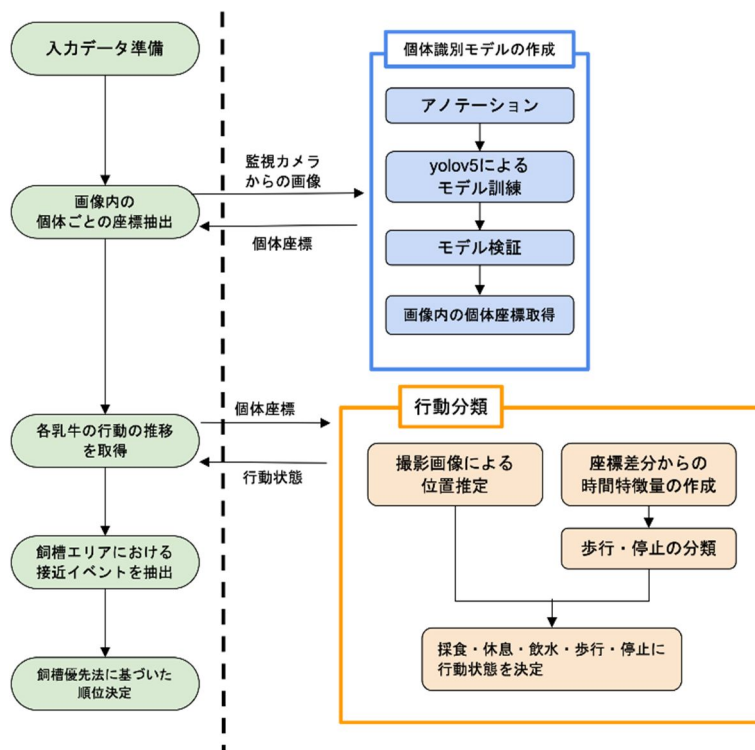 入力データ準備
画像内の
個体ごとの座標抽出
各乳牛の行動の推移
を取得
飼槽エリアにおける
接近イベントを抽出
飼槽優先法に基づいた
順位決定
監視カメラ
からの画像
個体座標
個体座標
行動状態
個体識別モデルの作成
アノテーション
yolov5による
モデル訓練
モデル検証
画像内の個体座標取得
行動分類
撮影画像による
位置推定
座標差分からの
時間特徴量の作成
歩行・停止の分類
採食・休息・飲水・歩行・停止に
行動状態を決定